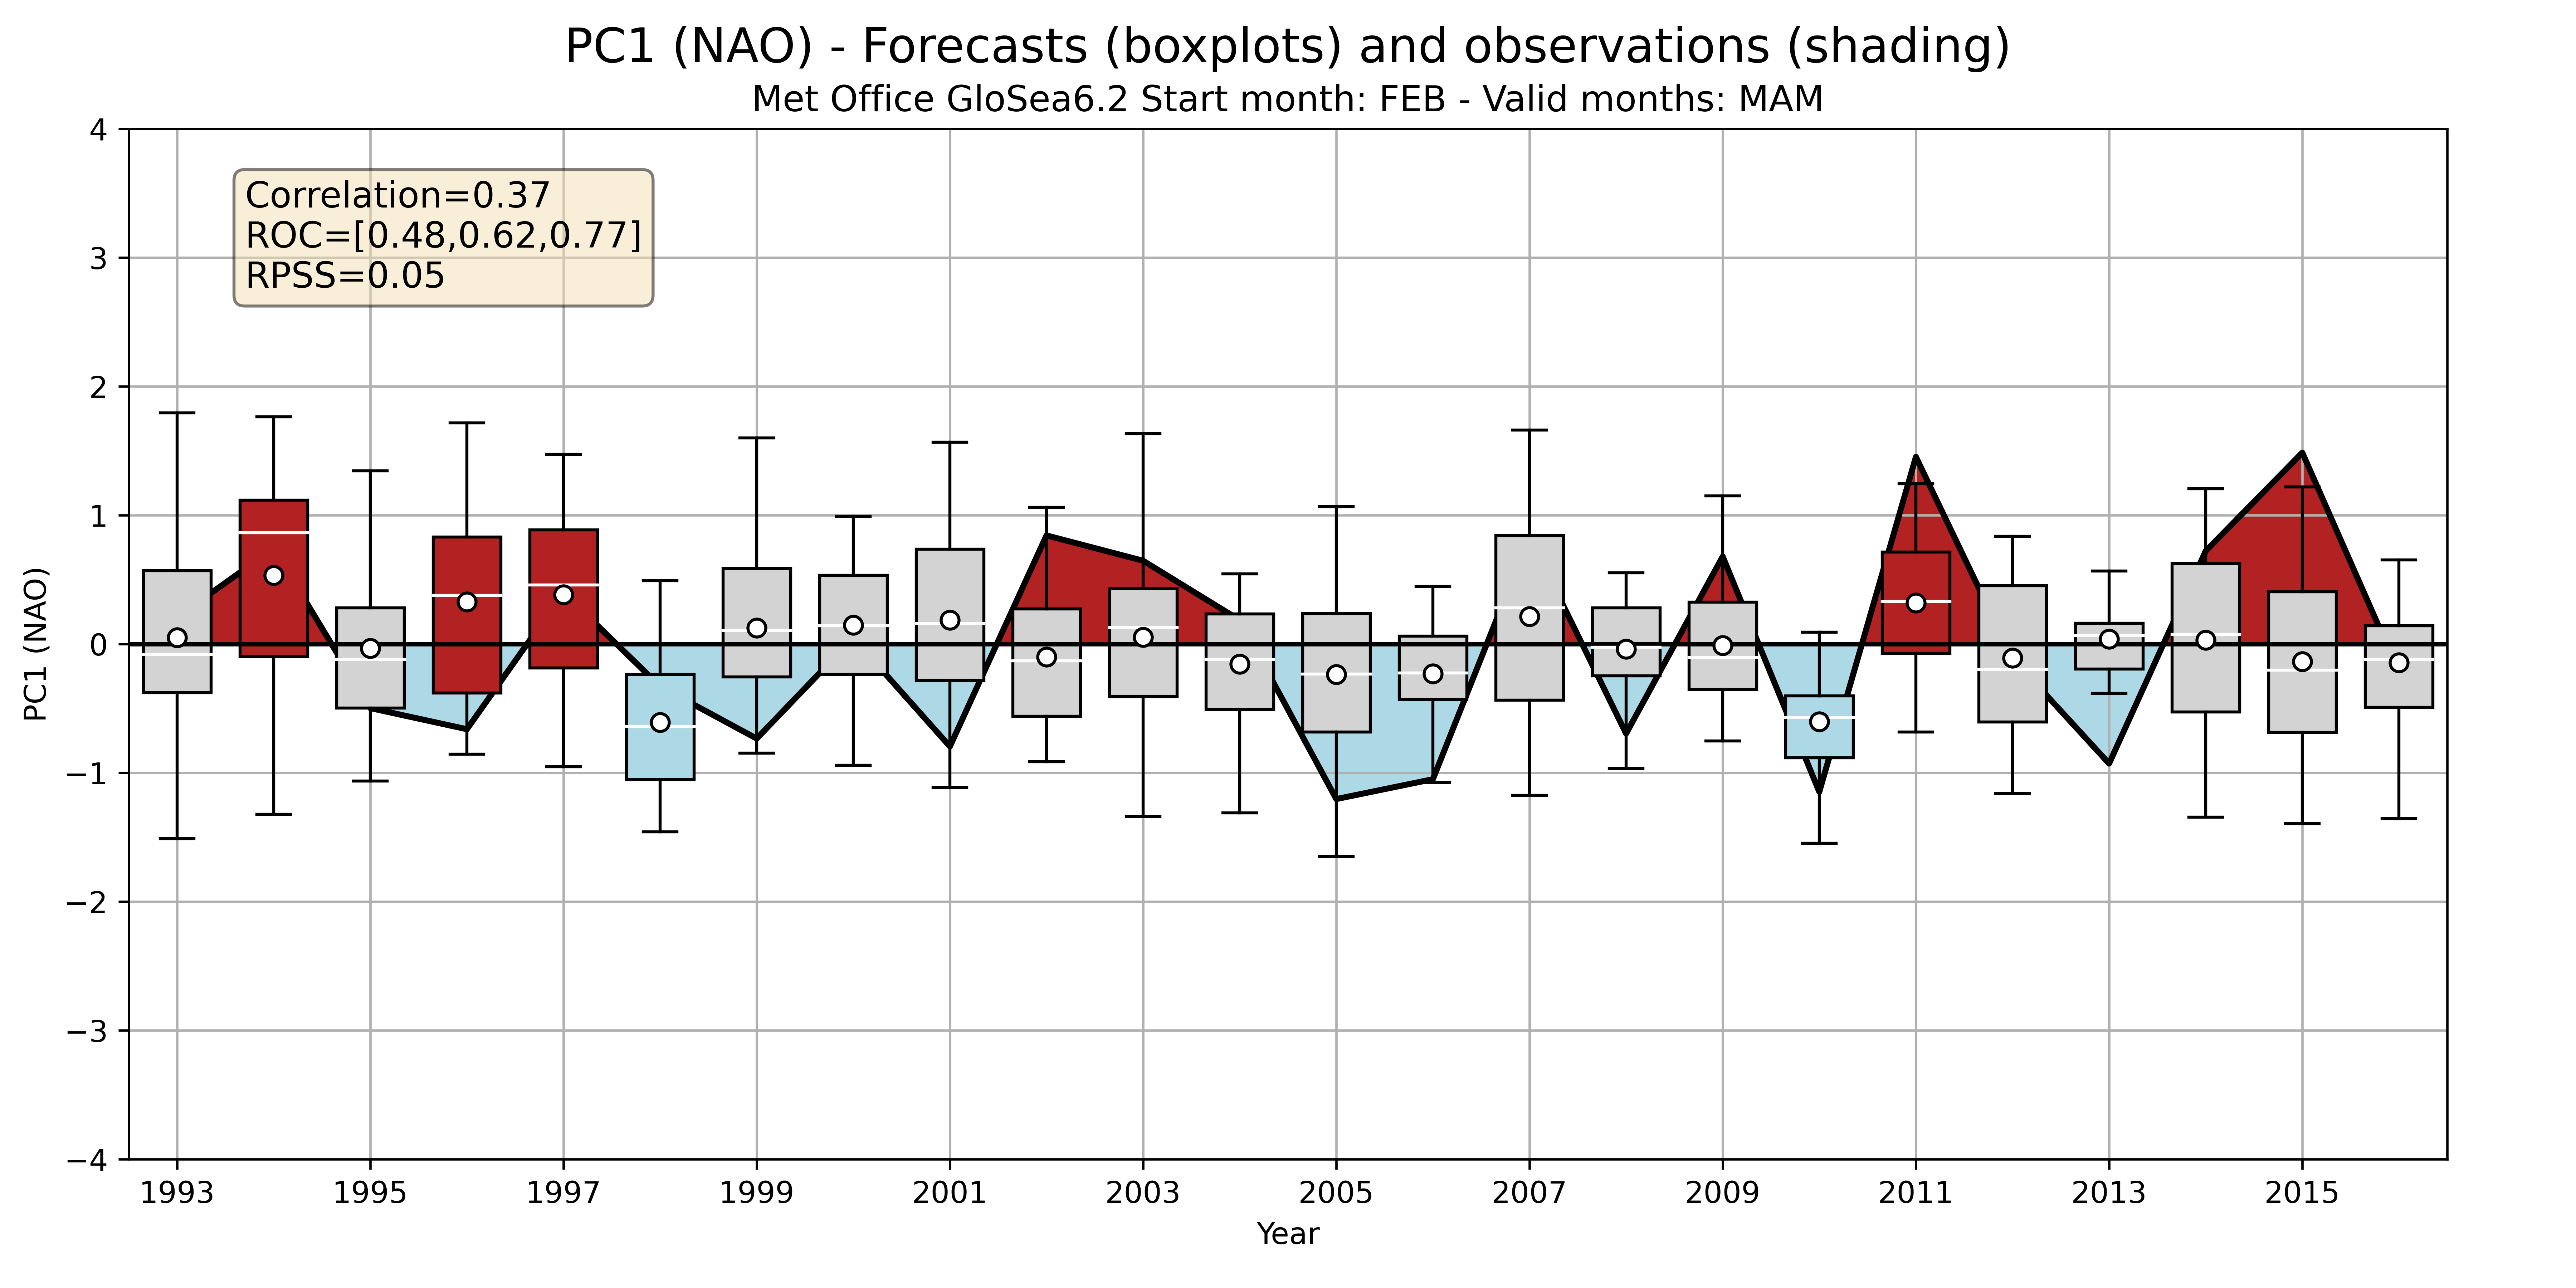 PC1 (NAO) - Forecasts (boxplots) and observations (shading)
Met Office GloSea6.2 Start month: FEB - Valid months: MAM
Correlation=0.37
ROC=[0.48,0.62,0.77]
RPSS=0.05
PC1 (NAO)
4
3
2
1
0
−1
−2
−3
−4
1993 1995 1997 1999 2001 2003 2005 2007 2009 2011 2013 2015
Year